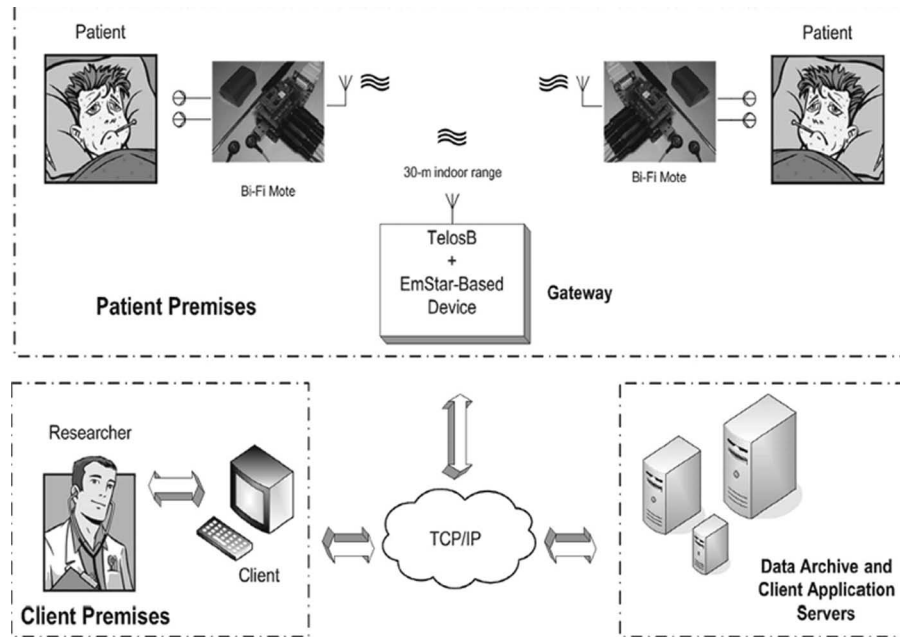 Patient
Patient
Bi-Fi Mote
Bi-Fi Mote
30-m indoor range
TelosB
+
EmStar-Based
Device
Gateway
Patient Premises
Researcher
Client
Client Premises
TCP/IP
Data Archive and
Client Application
Servers